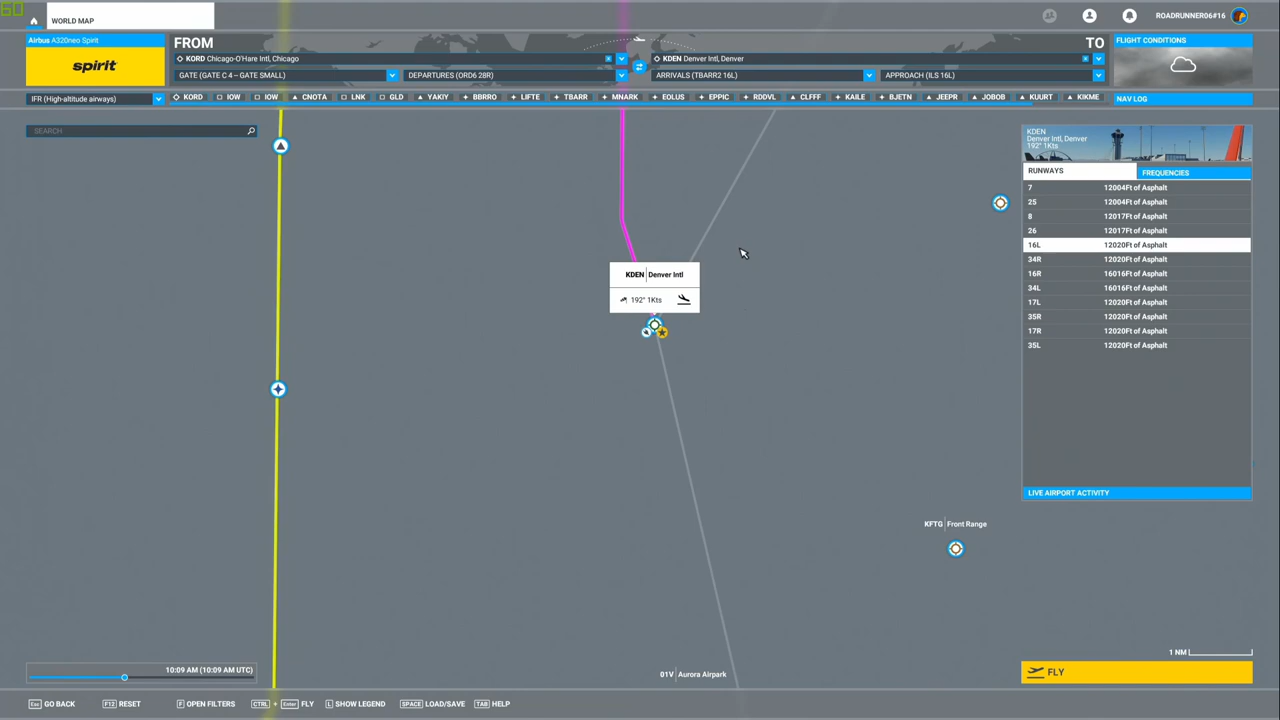 60
WORLD MAP
ROADRUNNER06#16
Airbus A320neo Spirit
spirit
FROM
KORD Chicago-O'Hare Intl, Chicago
GATE (GATE C 4 – GATE SMALL)
DEPARTURES (ORD6 28R)
TO
KDEN Denver Intl, Denver
ARRIVALS (TBARR2 16L)
APPROACH (ILS 16L)
FLIGHT CONDITIONS
IFR (High-altitude airways)
KORD IOW IOW CNOTA LNK GLD YAKIY BBRRO LIFTE TBARR MNARK EOLUS EPPIC RDDVL CLFFF KAILE BJETN JEEPR JOBOB KUURT KIKME
NAV LOG
SEARCH
KDEN
Denver Intl, Denver
192° 1Kts
RUNWAYS
FREQUENCIES
7 12004Ft of Asphalt
25 12004Ft of Asphalt
8 12017Ft of Asphalt
26 12017Ft of Asphalt
16L 12020Ft of Asphalt
34R 12020Ft of Asphalt
16R 16016Ft of Asphalt
34L 16016Ft of Asphalt
17L 12020Ft of Asphalt
35R 12020Ft of Asphalt
17R 12020Ft of Asphalt
35L 12020Ft of Asphalt
LIVE AIRPORT ACTIVITY
KDEN Denver Intl
192° 1Kts
KFTG Front Range
01V Aurora Airpark
1 NM
10:09 AM (10:09 AM UTC)
FLY
Esc GO BACK
F12 RESET
F OPEN FILTERS
CTRL + Enter FLY
L SHOW LEGEND
SPACE LOAD/SAVE
TAB HELP